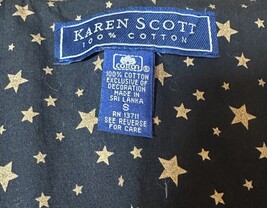 KAREN SCOTT
100% COTTON
COTTON ®
100% COTTON
EXCLUSIVE OF
DECORATION
MADE IN
SRI LANKA
S
RN 13711
SEE REVERSE
FOR CARE